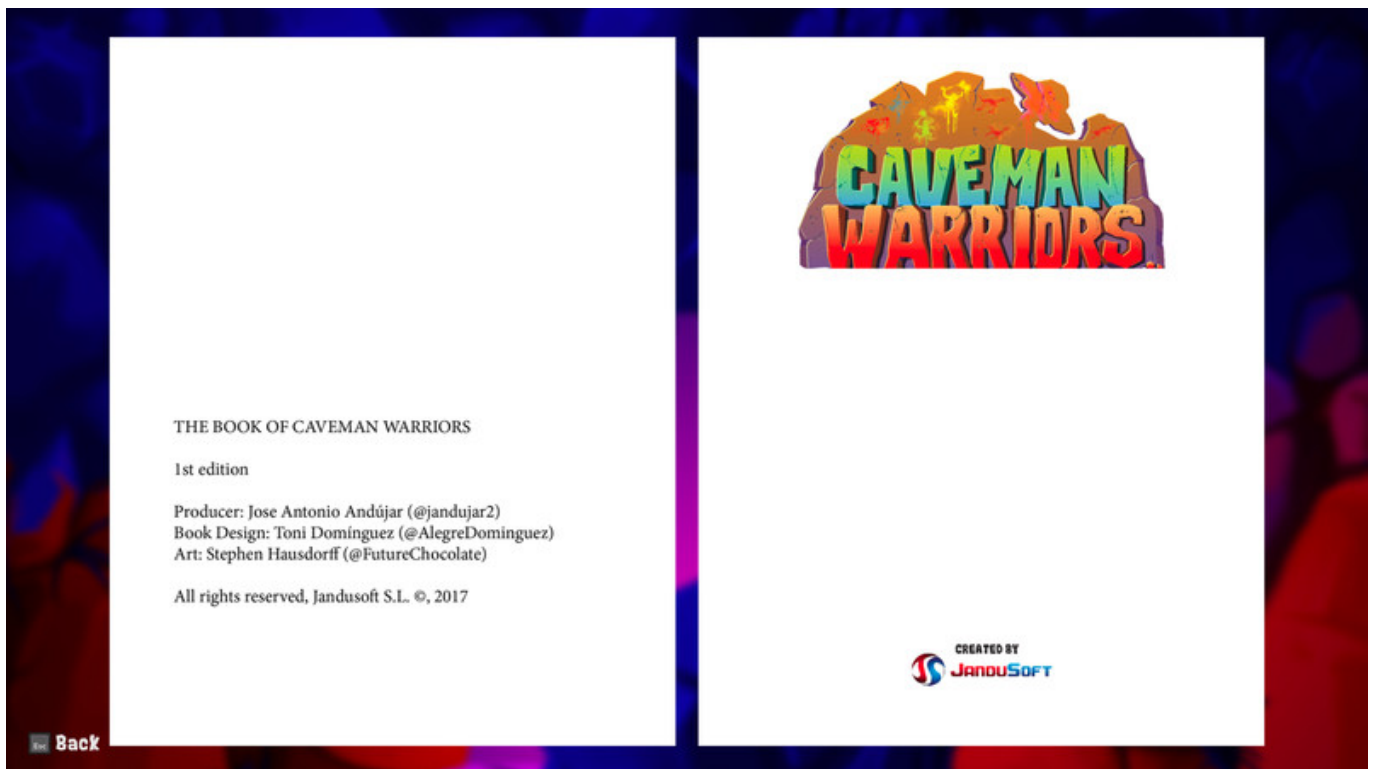 THE BOOK OF CAVEMAN WARRIORS
1st edition
Producer: Jose Antonio Andújar (@jandujar2)
Book Design: Toni Domínguez (@AlegreDominguez)
Art: Stephen Hausdorff (@FutureChocolate)
All rights reserved, Jandusoft S.L. ©, 2017
CAVEMAN
WARRIORS
CREATED BY
JANDUSOFT
Esc Back